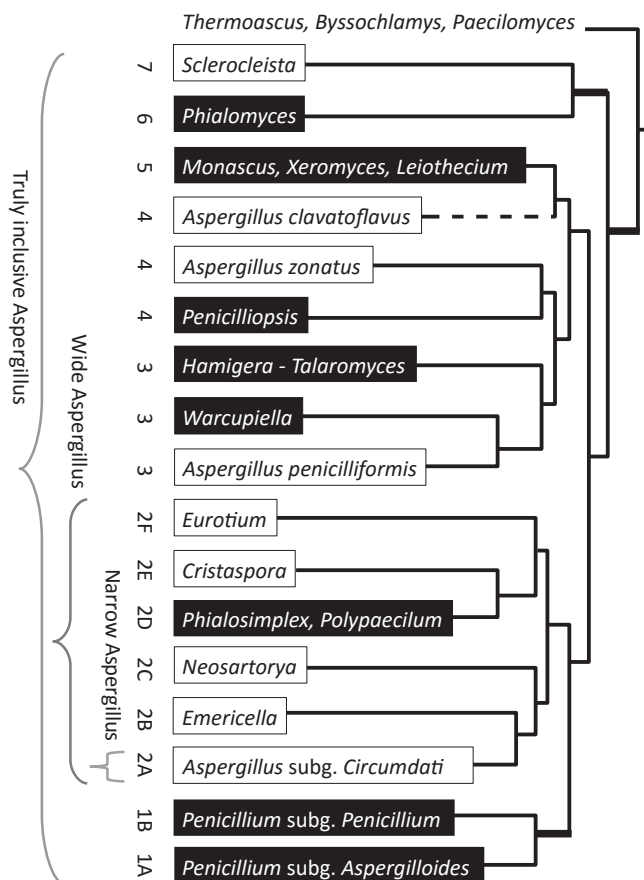 Thermoascus, Byssochlamys, Paecilomyces
7 Sclerocleista
6 Phialomyces
5 Monascus, Xeromyces, Leiothecium
4 Aspergillus clavatoflavus
4 Aspergillus zonatus
4 Penicilliopsis
3 Hamigera - Talaromyces
3 Warcupiella
3 Aspergillus penicilliformis
2F Eurotium
2E Cristaspora
2D Phialosimplex, Polypaecilum
2C Neosartorya
2B Emericella
2A Aspergillus subg. Circumdati
1B Penicillium subg. Penicillium
1A Penicillium subg. Aspergilloides
Truly inclusive Aspergillus
Wide Aspergillus
Narrow Aspergillus